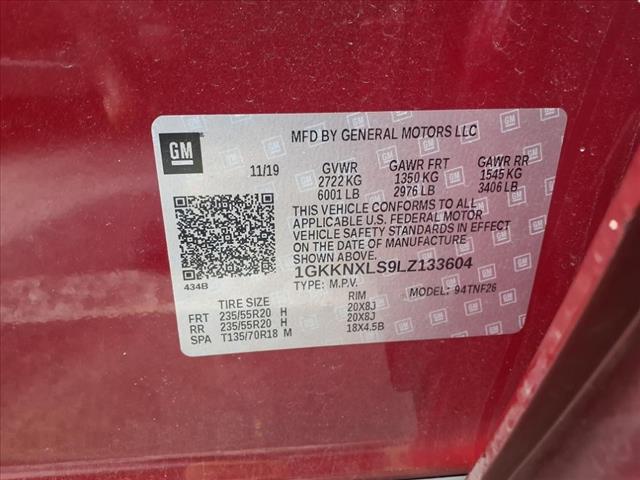 GM
MFD BY GENERAL MOTORS LLC
11/19 GVWR GAWR FRT GAWR RR
2722 KG 1350 KG 1545 KG
6001 LB 2976 LB 3406 LB
THIS VEHICLE CONFORMS TO ALL
APPLICABLE U.S. FEDERAL MOTOR
VEHICLE SAFETY STANDARDS IN EFFECT
ON THE DATE OF MANUFACTURE
SHOWN ABOVE.
434B
1GKKNXLS9LZ133604
TYPE: M.P.V. MODEL: 94TNF26
TIRE SIZE RIM
FRT 235/55R20 H 20X8J
RR 235/55R20 H 20X8J
SPA T135/70R18 M 18X4.5B